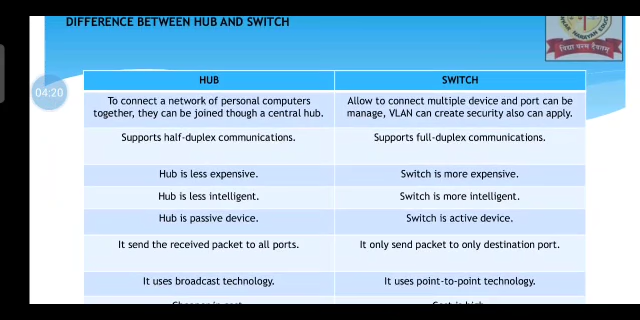 DIFFERENCE BETWEEN HUB AND SWITCH
04:20
विद्या परम दैवतम्
HUB SWITCH
To connect a network of personal computers together, they can be joined though a central hub.
Allow to connect multiple device and port can be manage, VLAN can create security also can apply.
Supports half-duplex communications. Supports full-duplex communications.
Hub is less expensive. Switch is more expensive.
Hub is less intelligent. Switch is more intelligent.
Hub is passive device. Switch is active device.
It send the received packet to all ports. It only send packet to only destination port.
It uses broadcast technology. It uses point-to-point technology.